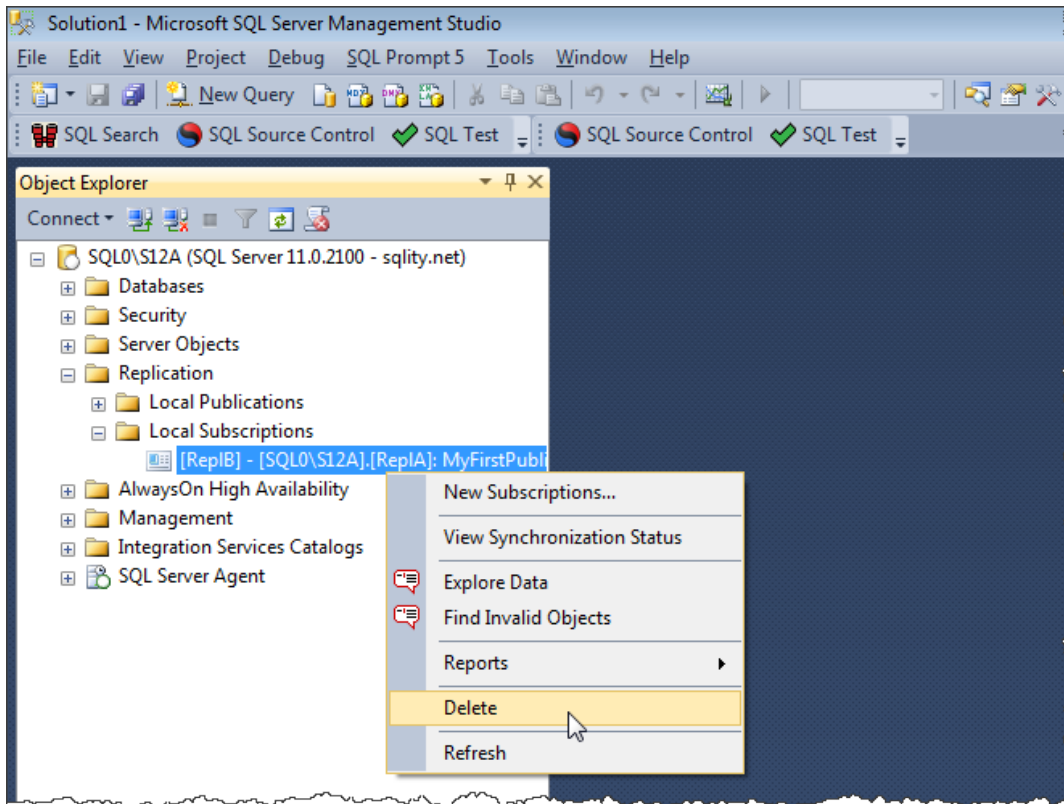 Solution1 - Microsoft SQL Server Management Studio
File Edit View Project Debug SQL Prompt 5 Tools Window Help
New Query
SQL Search SQL Source Control SQL Test SQL Source Control SQL Test
Object Explorer
Connect
SQL0\S12A (SQL Server 11.0.2100 - sqlity.net)
Databases
Security
Server Objects
Replication
Local Publications
Local Subscriptions
[ReplB] - [SQL0\S12A].[ReplA]: MyFirstPubli
AlwaysOn High Availability
Management
Integration Services Catalogs
SQL Server Agent
New Subscriptions...
View Synchronization Status
Explore Data
Find Invalid Objects
Reports
Delete
Refresh